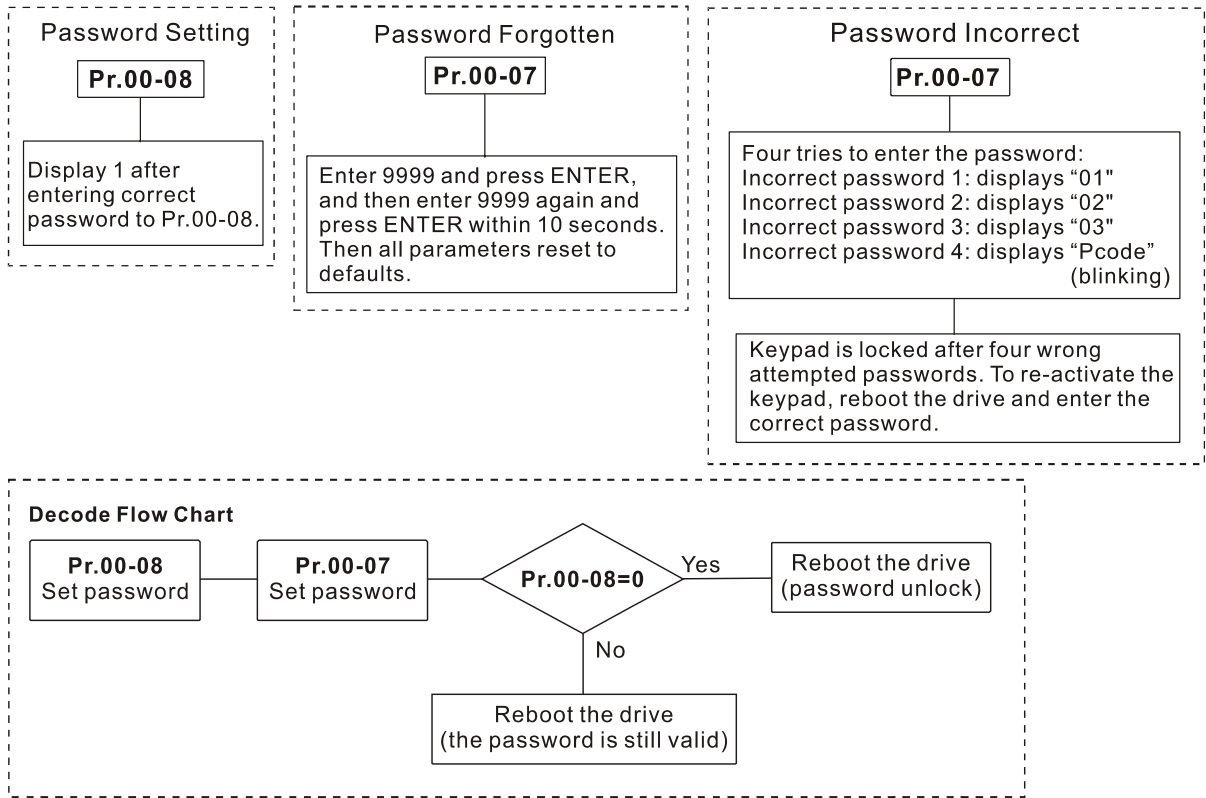 Password Setting
Pr.00-08
Display 1 after
entering correct
password to Pr.00-08.
Password Forgotten
Pr.00-07
Enter 9999 and press ENTER,
and then enter 9999 again and
press ENTER within 10 seconds.
Then all parameters reset to
defaults.
Password Incorrect
Pr.00-07
Four tries to enter the password:
Incorrect password 1: displays “01"
Incorrect password 2: displays “02"
Incorrect password 3: displays “03"
Incorrect password 4: displays “Pcode”
(blinking)
Keypad is locked after four wrong
attempted passwords. To re-activate the
keypad, reboot the drive and enter the
correct password.
Decode Flow Chart
Pr.00-08
Set password
Pr.00-07
Set password
Pr.00-08=0
Yes
Reboot the drive
(password unlock)
No
Reboot the drive
(the password is still valid)